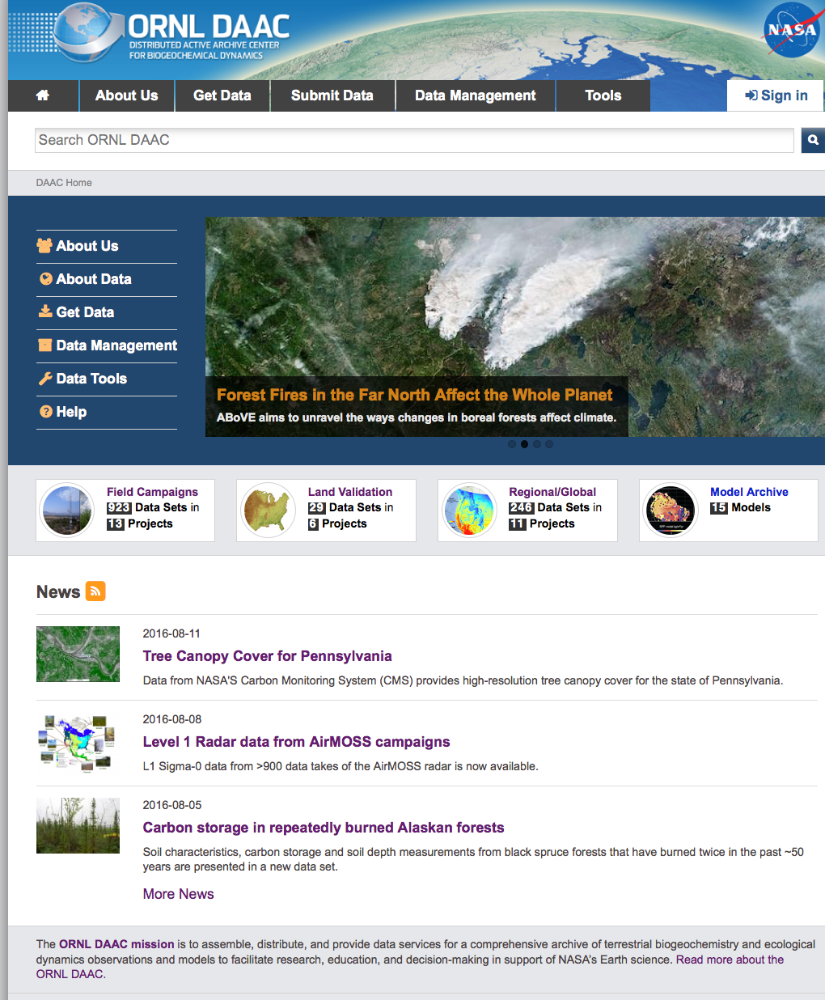 ORNL DAAC
DISTRIBUTED ACTIVE ARCHIVE CENTER
FOR BIOGEOCHEMICAL DYNAMICS
NASA
About Us
Get Data
Submit Data
Data Management
Tools
Sign in
Search ORNL DAAC
DAAC Home
About Us
About Data
Get Data
Data Management
Data Tools
Help
Forest Fires in the Far North Affect the Whole Planet
ABoVE aims to unravel the ways changes in boreal forests affect climate.
Field Campaigns
923 Data Sets in
13 Projects
Land Validation
29 Data Sets in
6 Projects
Regional/Global
246 Data Sets in
11 Projects
Model Archive
15 Models
News
2016-08-11
Tree Canopy Cover for Pennsylvania
Data from NASA'S Carbon Monitoring System (CMS) provides high-resolution tree canopy cover for the state of Pennsylvania.
2016-08-08
Level 1 Radar data from AirMOSS campaigns
L1 Sigma-0 data from >900 data takes of the AirMOSS radar is now available.
2016-08-05
Carbon storage in repeatedly burned Alaskan forests
Soil characteristics, carbon storage and soil depth measurements from black spruce forests that have burned twice in the past ~50
years are presented in a new data set.
More News
The ORNL DAAC mission is to assemble, distribute, and provide data services for a comprehensive archive of terrestrial biogeochemistry and ecological
dynamics observations and models to facilitate research, education, and decision-making in support of NASA's Earth science. Read more about the
ORNL DAAC.